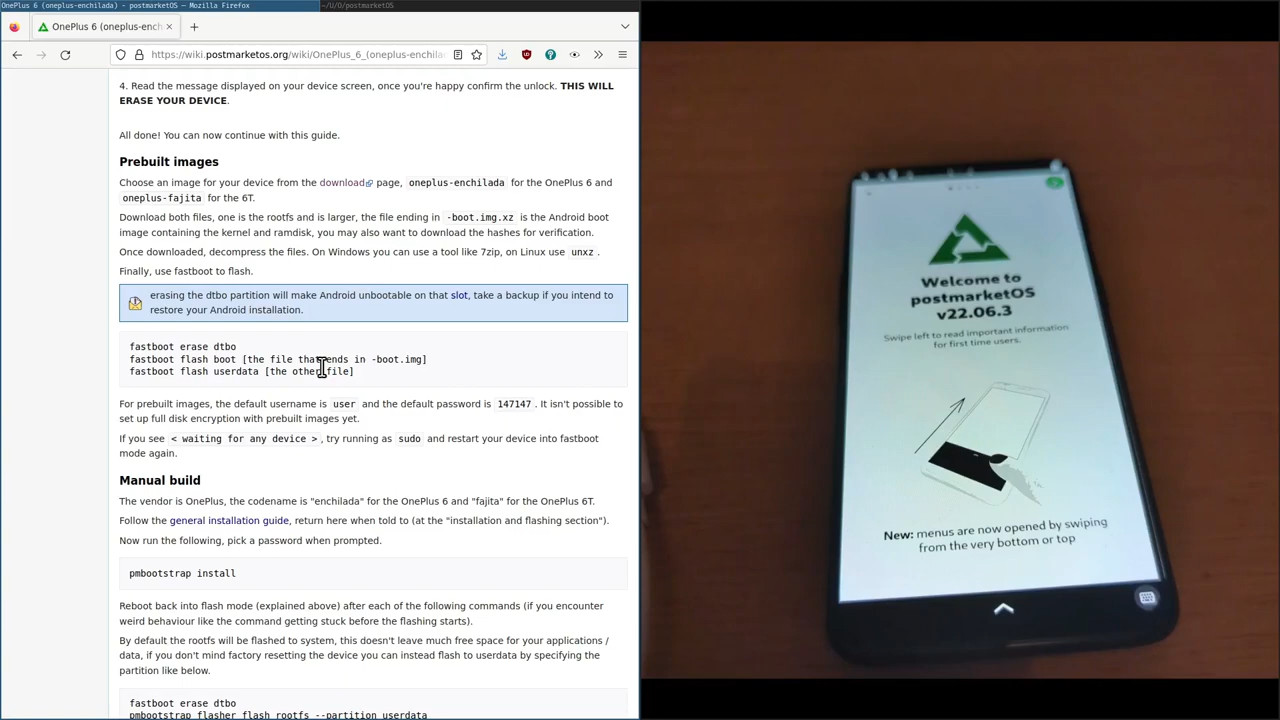 OnePlus 6 (oneplus-enchilada) - postmarketOS — Mozilla Firefox
~/U/O/postmarketOS
OnePlus 6 (oneplus-ench
https://wiki.postmarketos.org/wiki/OnePlus_6_(oneplus-enchila
4. Read the message displayed on your device screen, once you're happy confirm the unlock. THIS WILL
ERASE YOUR DEVICE.
All done! You can now continue with this guide.
Prebuilt images
Choose an image for your device from the download page, oneplus-enchilada for the OnePlus 6 and
oneplus-fajita for the 6T.
Download both files, one is the rootfs and is larger, the file ending in -boot.img.xz is the Android boot
image containing the kernel and ramdisk, you may also want to download the hashes for verification.
Once downloaded, decompress the files. On Windows you can use a tool like 7zip, on Linux use unxz.
Finally, use fastboot to flash.
erasing the dtbo partition will make Android unbootable on that slot, take a backup if you intend to
restore your Android installation.
fastboot erase dtbo
fastboot flash boot [the file that ends in -boot.img]
fastboot flash userdata [the other file]
For prebuilt images, the default username is user and the default password is 147147. It isn't possible to
set up full disk encryption with prebuilt images yet.
If you see < waiting for any device >, try running as sudo and restart your device into fastboot
mode again.
Manual build
The vendor is OnePlus, the codename is "enchilada" for the OnePlus 6 and "fajita" for the OnePlus 6T.
Follow the general installation guide, return here when told to (at the "installation and flashing section").
Now run the following, pick a password when prompted.
pmbootstrap install
Reboot back into flash mode (explained above) after each of the following commands (if you encounter
weird behaviour like the command getting stuck before the flashing starts).
By default the rootfs will be flashed to system, this doesn't leave much free space for your applications /
data, if you don't mind factory resetting the device you can instead flash to userdata by specifying the
partition like below.
fastboot erase dtbo
pmbootstrap flasher flash_rootfs --partition userdata
Welcome to
postmarketOS
v22.06.3
Swipe left to read important information
for first time users.
New: menus are now opened by swiping
from the very bottom or top